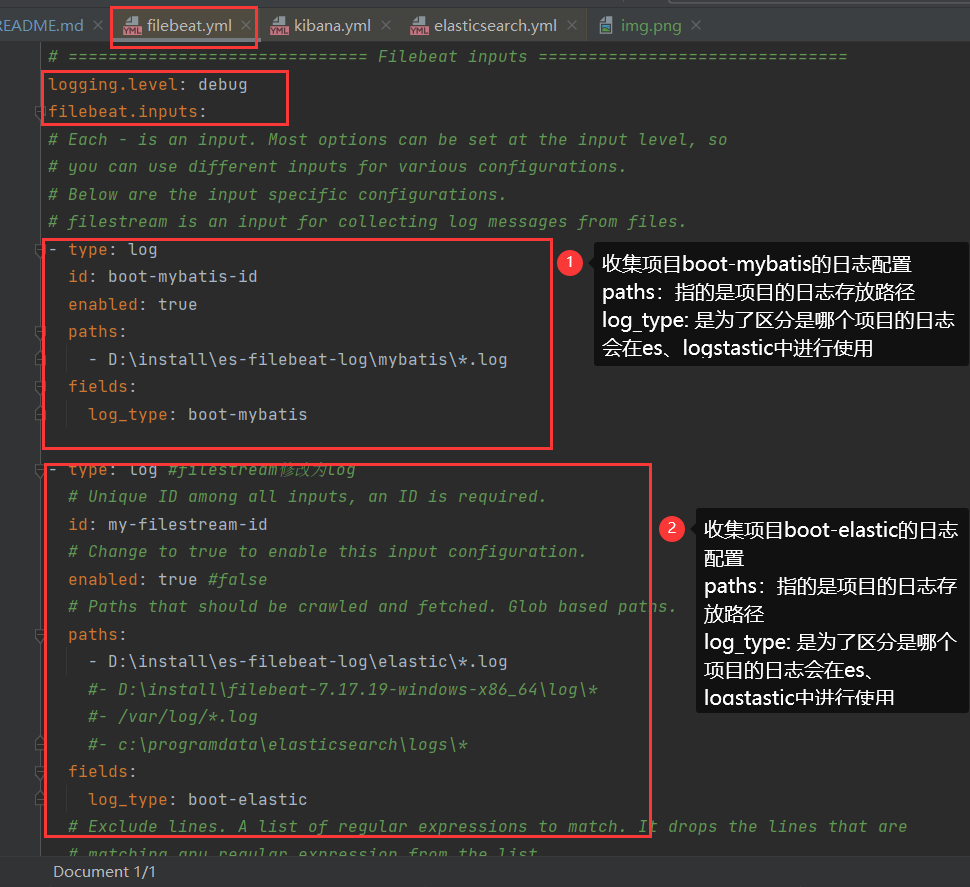 README.md
filebeat.yml
kibana.yml
elasticsearch.yml
img.png
# ============================== Filebeat inputs ===============================
logging.level: debug
filebeat.inputs:
# Each - is an input. Most options can be set at the input level, so
# you can use different inputs for various configurations.
# Below are the input specific configurations.
# filestream is an input for collecting log messages from files.
- type: log
id: boot-mybatis-id
enabled: true
paths:
- D:\install\es-filebeat-log\mybatis\*.log
fields:
log_type: boot-mybatis
1
收集项目boot-mybatis的日志配置
paths：指的是项目的日志存放路径
log_type: 是为了区分是哪个项目的日志
会在es、logstastic中进行使用
- type: log #filestream修改为log
# Unique ID among all inputs, an ID is required.
id: my-filestream-id
# Change to true to enable this input configuration.
enabled: true #false
# Paths that should be crawled and fetched. Glob based paths.
paths:
- D:\install\es-filebeat-log\elastic\*.log
#- D:\install\filebeat-7.17.19-windows-x86_64\log\*
#- /var/log/*.log
#- c:\programdata\elasticsearch\logs\*
fields:
log_type: boot-elastic
# Exclude lines. A list of regular expressions to match. It drops the lines that are
# matching any regular expression from the list
2
收集项目boot-elastic的日志
配置
paths：指的是项目的日志存
放路径
log_type: 是为了区分是哪个
项目的日志会在es、
logstastic中进行使用
Document 1/1